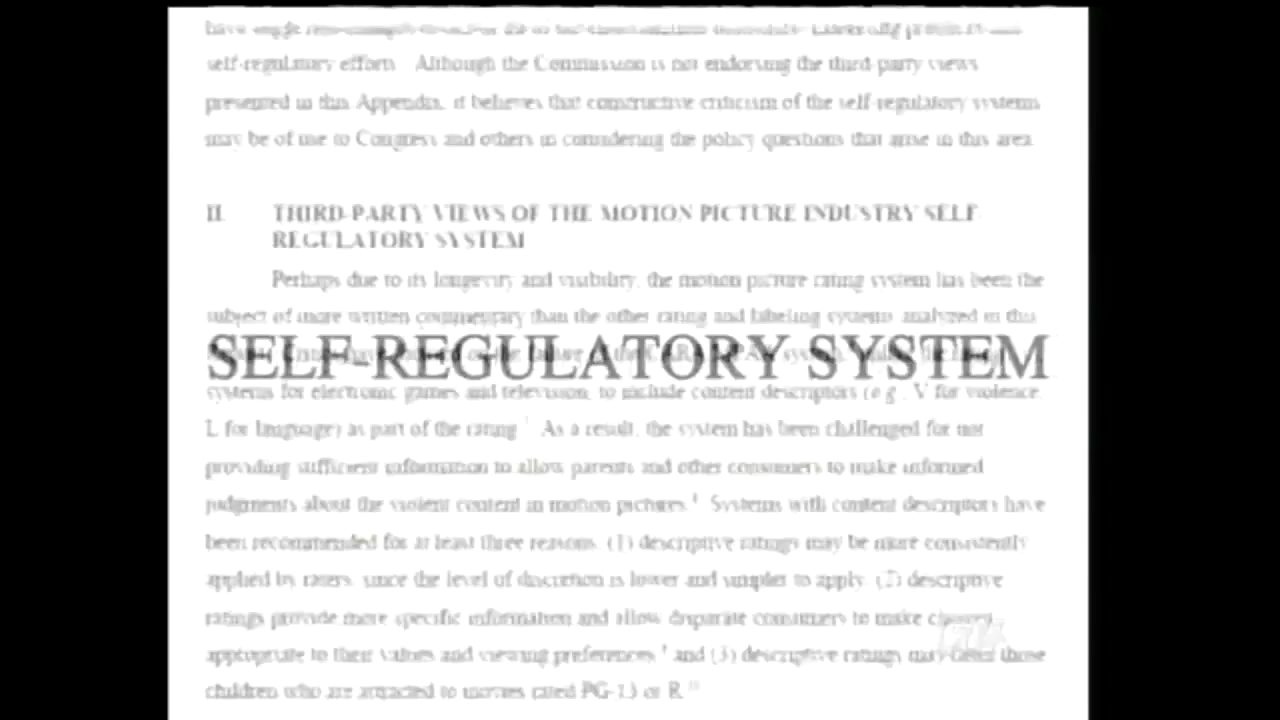 self-regulatory efforts. Although the Commission is not endorsing the third-party views
presented in this Appendix, it believes that constructive criticism of the self-regulatory systems
may be of use to Congress and others in considering the policy questions that arise in this area.
II. THIRD-PARTY VIEWS OF THE MOTION PICTURE INDUSTRY SELF-
REGULATORY SYSTEM
Perhaps due to its longevity and visibility, the motion picture rating system has been the
subject of more written commentary than the other rating and labeling systems analyzed in this
SELF-REGULATORY SYSTEM
systems for electronic games and television, to include content descriptors (e.g., V for violence,
L for language) as part of the rating. As a result, the system has been challenged for not
providing sufficient information to allow parents and other consumers to make informed
judgments about the violent content in motion pictures. Systems with content descriptors have
been recommended for at least three reasons: (1) descriptive ratings may be more consistently
applied by raters, since the level of discretion is lower and simpler to apply; (2) descriptive
ratings provide more specific information and allow disparate consumers to make choices
appropriate to their values and viewing preferences; and (3) descriptive ratings may deter those
children who are attracted to movies rated PG-13 or R.